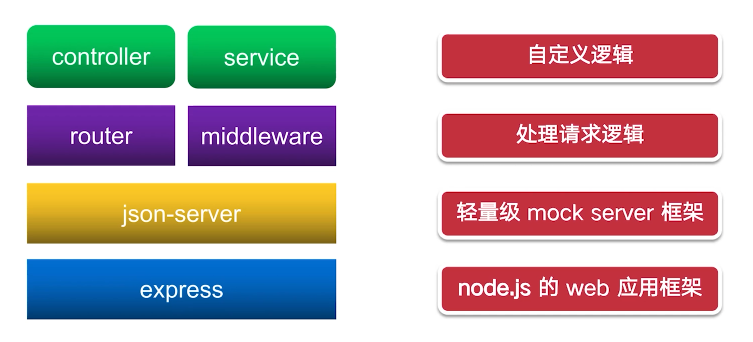 controller
service
自定义逻辑
router
middleware
处理请求逻辑
json-server
轻量级 mock server 框架
express
node.js 的 web 应用框架